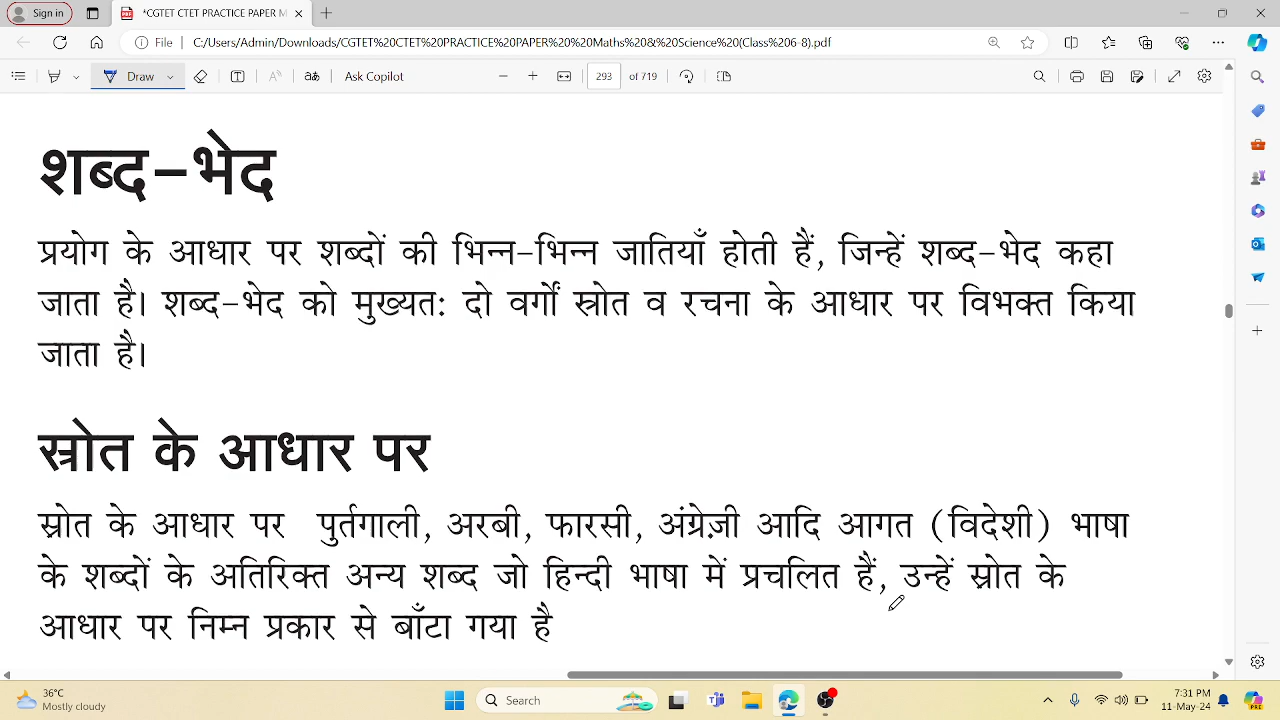 Sign in
*CGTET CTET PRACTICE PAPER M
File
C:/Users/Admin/Downloads/CGTET%20CTET%20PRACTICE%20PAPER%20%20Maths%20&%20Science%20(Class%206-8).pdf
Draw
Ask Copilot
293 of 719
शब्द-भेद
प्रयोग के आधार पर शब्दों की भिन्न-भिन्न जातियाँ होती हैं, जिन्हें शब्द-भेद कहा
जाता है। शब्द-भेद को मुख्यत: दो वर्गों स्रोत व रचना के आधार पर विभक्त किया
जाता है।
स्रोत के आधार पर
स्रोत के आधार पर पुर्तगाली, अरबी, फारसी, अंग्रेज़ी आदि आगत (विदेशी) भाषा
के शब्दों के अतिरिक्त अन्य शब्द जो हिन्दी भाषा में प्रचलित हैं, उन्हें स्रोत के
आधार पर निम्न प्रकार से बाँटा गया है
36°C
Mostly cloudy
Search
7:31 PM
11-May-24